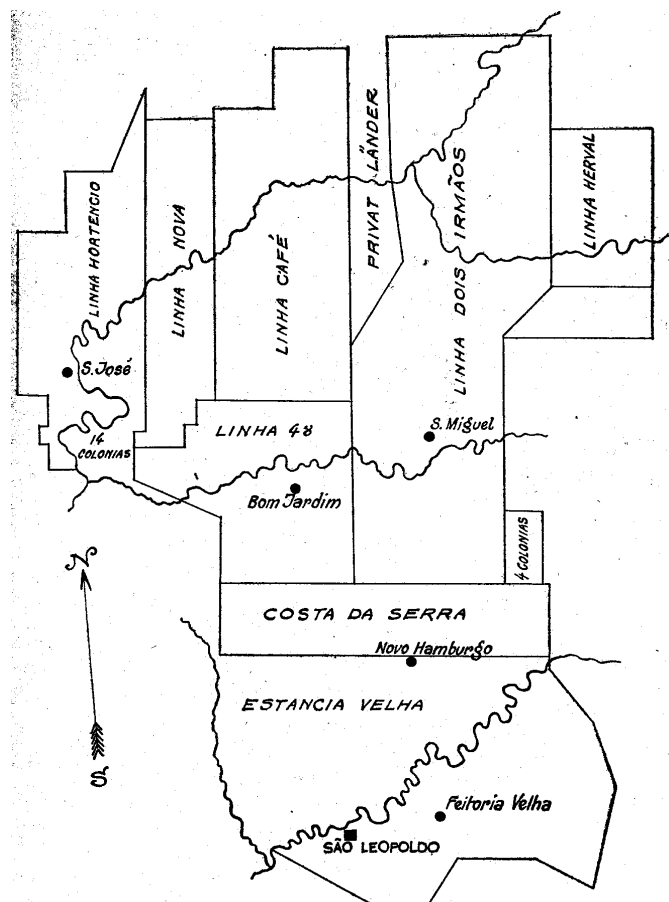 LINHA HORTENCIO
LINHA NOVA
LINHA CAFÉ
PRIVAT LÄNDER
LINHA DOIS IRMÃOS
LINHA HERVAL
S. José
14
COLONIAS
LINHA 48
S. Miguel
Bom Jardim
4 COLONIAS
N
S
COSTA DA SERRA
Novo Hamburgo
ESTANCIA VELHA
Feitoria Velha
SÃO LEOPOLDO